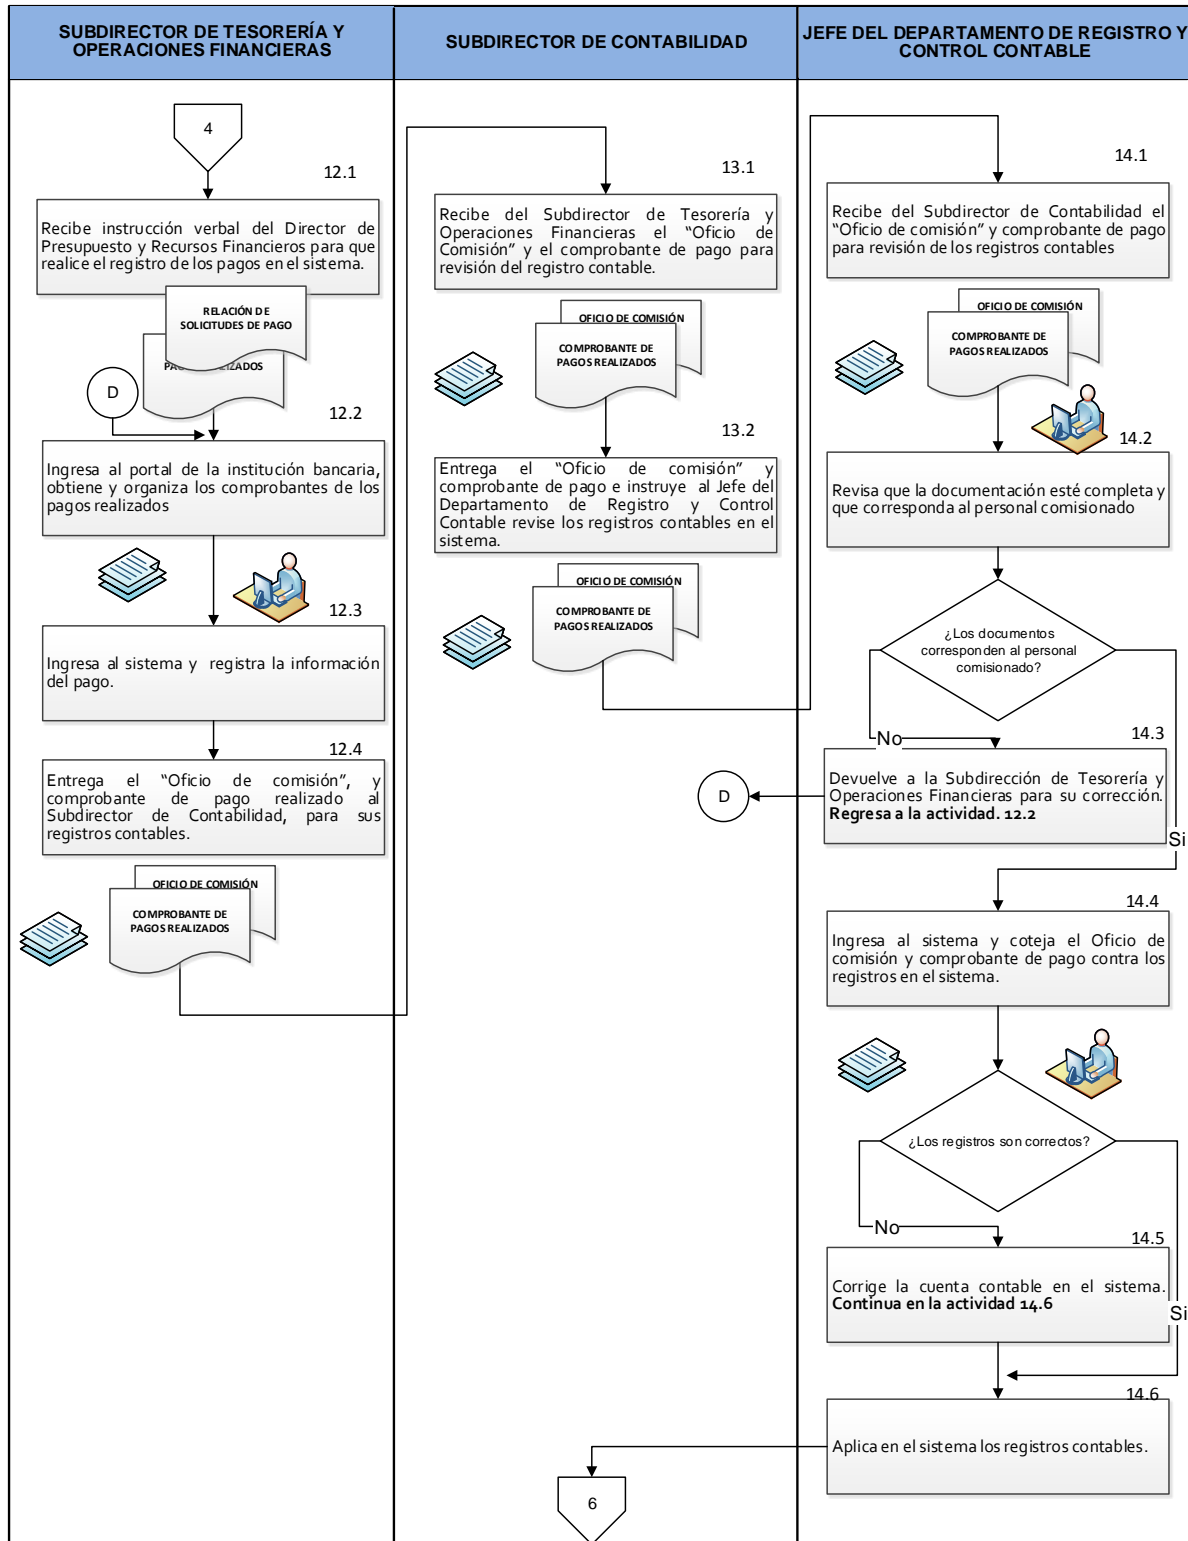 SUBDIRECTOR DE TESORERÍA Y
OPERACIONES FINANCIERAS
SUBDIRECTOR DE CONTABILIDAD
JEFE DEL DEPARTAMENTO DE REGISTRO Y
CONTROL CONTABLE
4
12.1
Recibe instrucción verbal del Director de
Presupuesto y Recursos Financieros para que
realice el registro de los pagos en el sistema.
RELACIÓN DE
SOLICITUDES DE PAGO
D
12.2
Ingresa al portal de la institución bancaria,
obtiene y organiza los comprobantes de los
pagos realizados
12.3
Ingresa al sistema y registra la información
del pago.
12.4
Entrega el “Oficio de comisión”, y
comprobante de pago realizado al
Subdirector de Contabilidad, para sus
registros contables.
OFICIO DE COMISIÓN
COMPROBANTE DE
PAGOS REALIZADOS
13.1
Recibe del Subdirector de Tesorería y
Operaciones Financieras el “Oficio de
Comisión” y el comprobante de pago para
revisión del registro contable.
OFICIO DE COMISIÓN
COMPROBANTE DE
PAGOS REALIZADOS
13.2
Entrega el “Oficio de comisión” y
comprobante de pago e instruye al Jefe del
Departamento de Registro y Control
Contable revise los registros contables en el
sistema.
OFICIO DE COMISIÓN
COMPROBANTE DE
PAGOS REALIZADOS
14.1
Recibe del Subdirector de Contabilidad el
“Oficio de comisión” y comprobante de pago
para revisión de los registros contables
OFICIO DE COMISIÓN
COMPROBANTE DE
PAGOS REALIZADOS
14.2
Revisa que la documentación esté completa y
que corresponda al personal comisionado
¿Los documentos
corresponden al personal
comisionado?
No
14.3
Devuelve a la Subdirección de Tesorería y
Operaciones Financieras para su corrección.
Regresa a la actividad. 12.2
D
Si
14.4
Ingresa al sistema y coteja el Oficio de
comisión y comprobante de pago contra los
registros en el sistema.
¿Los registros son correctos?
No
14.5
Corrige la cuenta contable en el sistema.
Continua en la actividad 14.6
Si
14.6
Aplica en el sistema los registros contables.
6